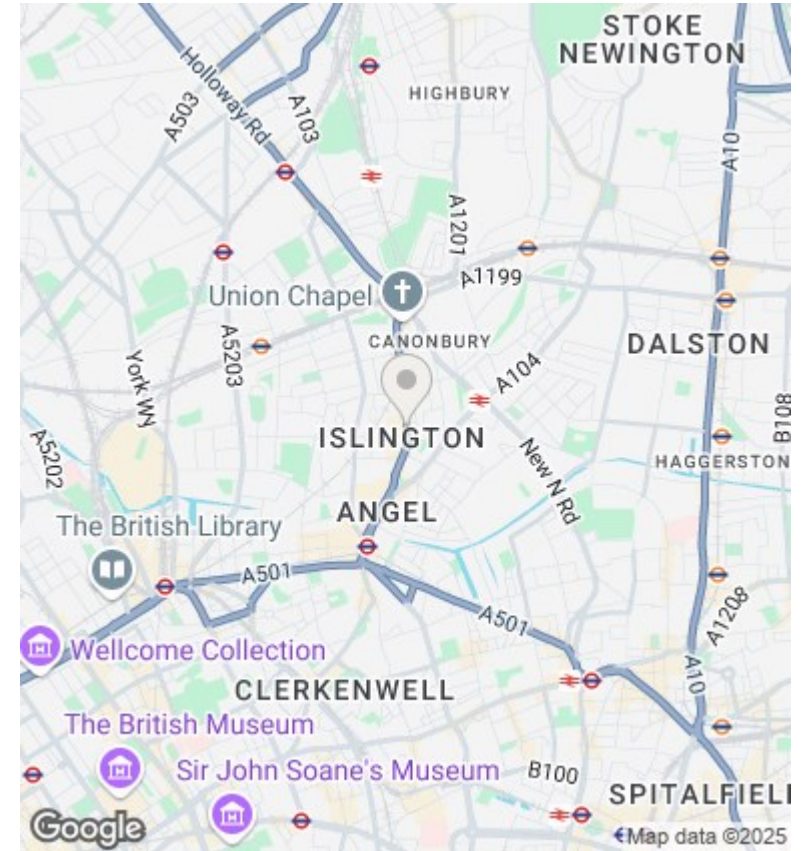 STOKE
NEWINGTON
Holloway Rd
A503
A103
HIGHBURY
A10
A1201
A1199
Union Chapel
CANONBURY
DALSTON
A5203
York Wy
A104
B108
ISLINGTON
A5202
New N Rd
HAGGERSTON
ANGEL
The British Library
A501
A501
A1208
Wellcome Collection
CLERKENWELL
A10
The British Museum
Sir John Soane's Museum
B100
SPITALFIEL
Google
Map data ©2025